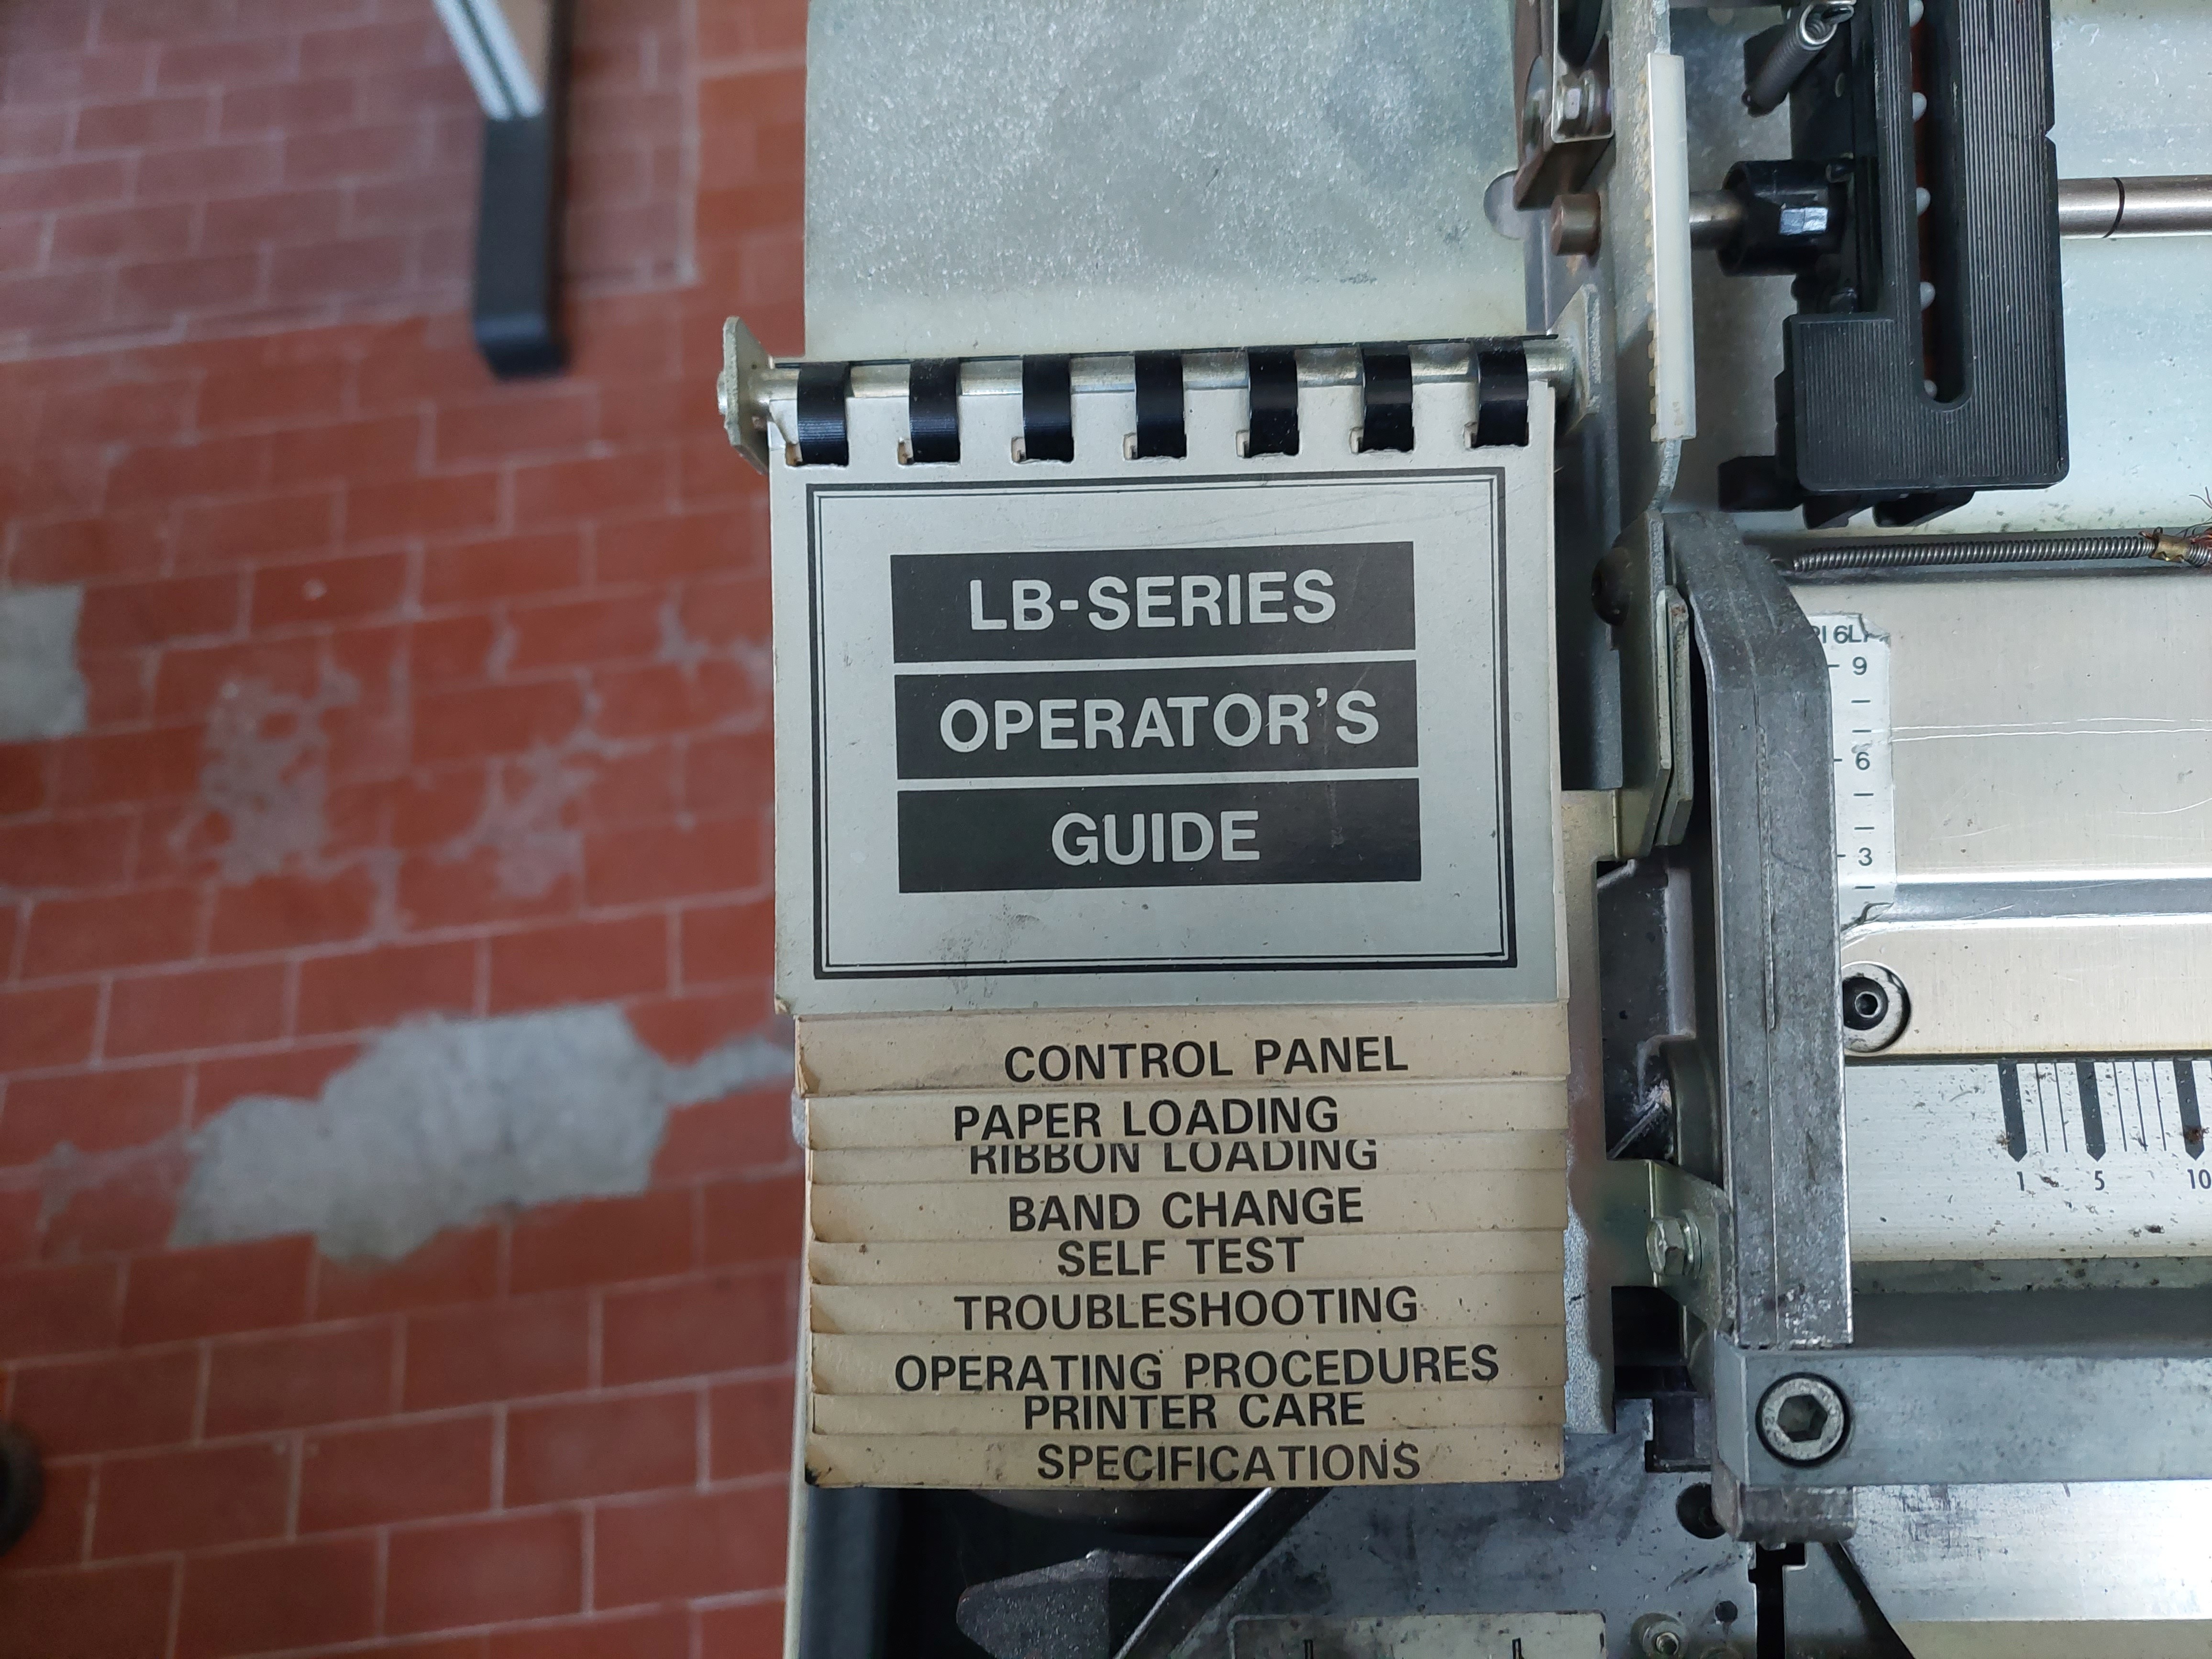 LB-SERIES
OPERATOR'S
GUIDE
CONTROL PANEL
PAPER LOADING
RIBBON LOADING
BAND CHANGE
SELF TEST
TROUBLESHOOTING
OPERATING PROCEDURES
PRINTER CARE
SPECIFICATIONS
9
6
3
1 5 10